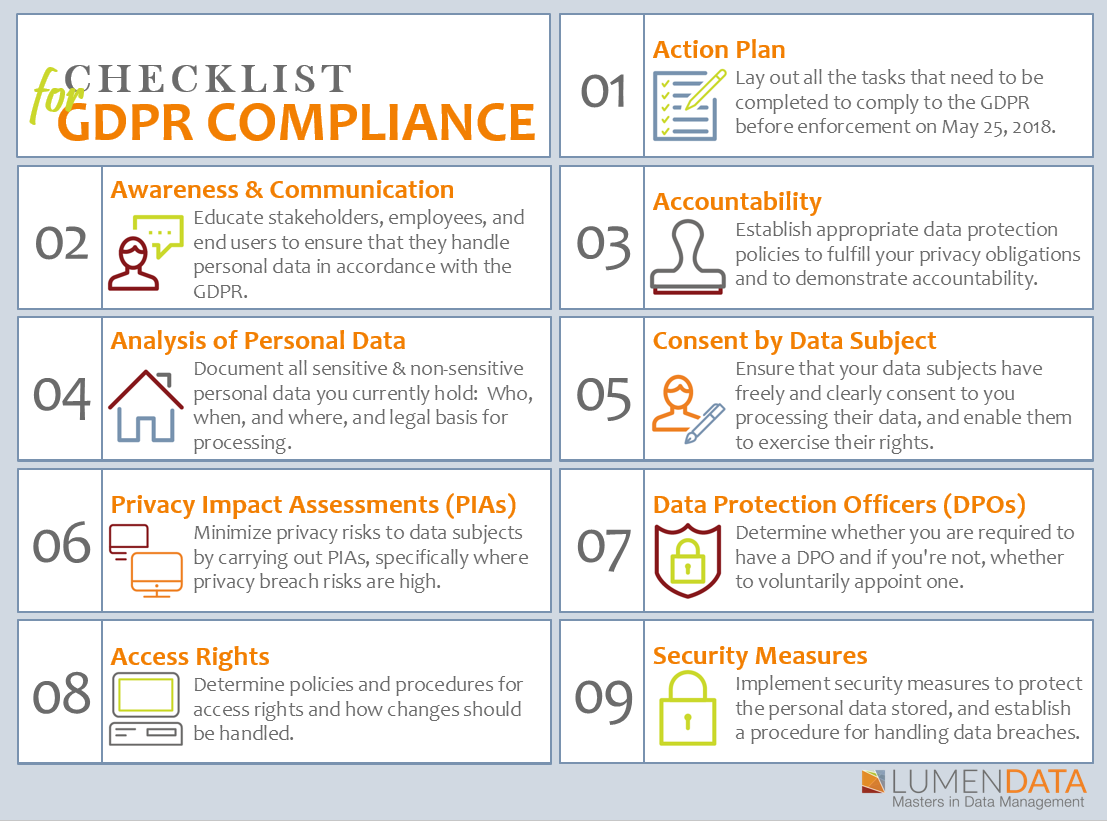 CHECKLIST
for
GDPR COMPLIANCE
01
Action Plan
Lay out all the tasks that need to be
completed to comply to the GDPR
before enforcement on May 25, 2018.
02
Awareness & Communication
Educate stakeholders, employees, and
end users to ensure that they handle
personal data in accordance with the
GDPR.
03
Accountability
Establish appropriate data protection
policies to fulfill your privacy obligations
and to demonstrate accountability.
04
Analysis of Personal Data
Document all sensitive & non-sensitive
personal data you currently hold:  Who,
when, and where, and legal basis for
processing.
05
Consent by Data Subject
Ensure that your data subjects have
freely and clearly consent to you
processing their data, and enable them
to exercise their rights.
06
Privacy Impact Assessments (PIAs)
Minimize privacy risks to data subjects
by carrying out PIAs, specifically where
privacy breach risks are high.
07
Data Protection Officers (DPOs)
Determine whether you are required to
have a DPO and if you're not, whether
to voluntarily appoint one.
08
Access Rights
Determine policies and procedures for
access rights and how changes should
be handled.
09
Security Measures
Implement security measures to protect
the personal data stored, and establish
a procedure for handling data breaches.
LUMENDATA
Masters in Data Management